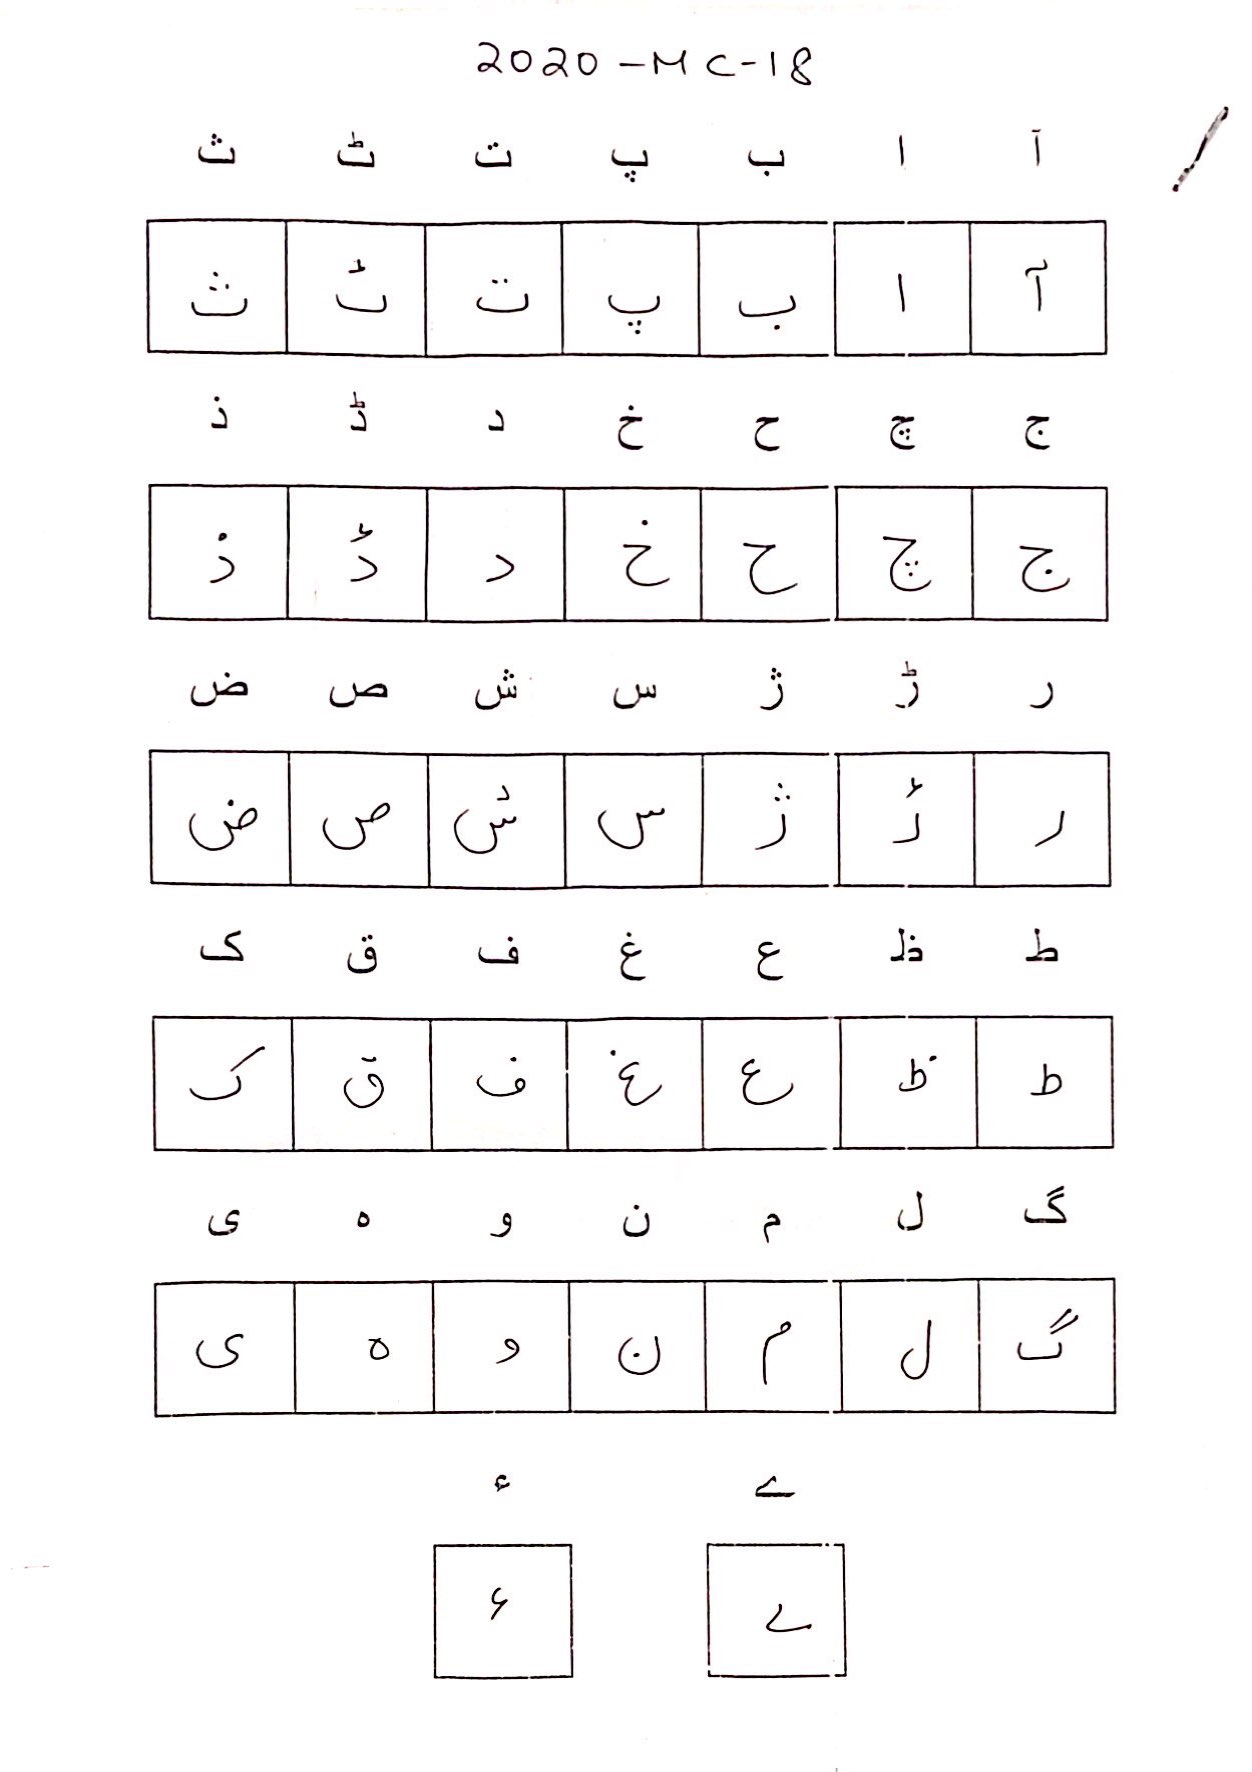 2020-MC-18
آ ا ب پ ت ٹ ث
آ ا ب پ ت ٹ ث
ج چ ح خ د ڈ ذ
ج چ ح خ د ڈ ذ
ر ڑ ژ س ش ص ض
ر ڑ ژ س ش ص ض
ط ظ ع غ ف ق ک
ط ظ ع غ ف ق ک
گ ل م ن و ہ ی
گ ل م ن و ہ ی
ے ء
ے ء